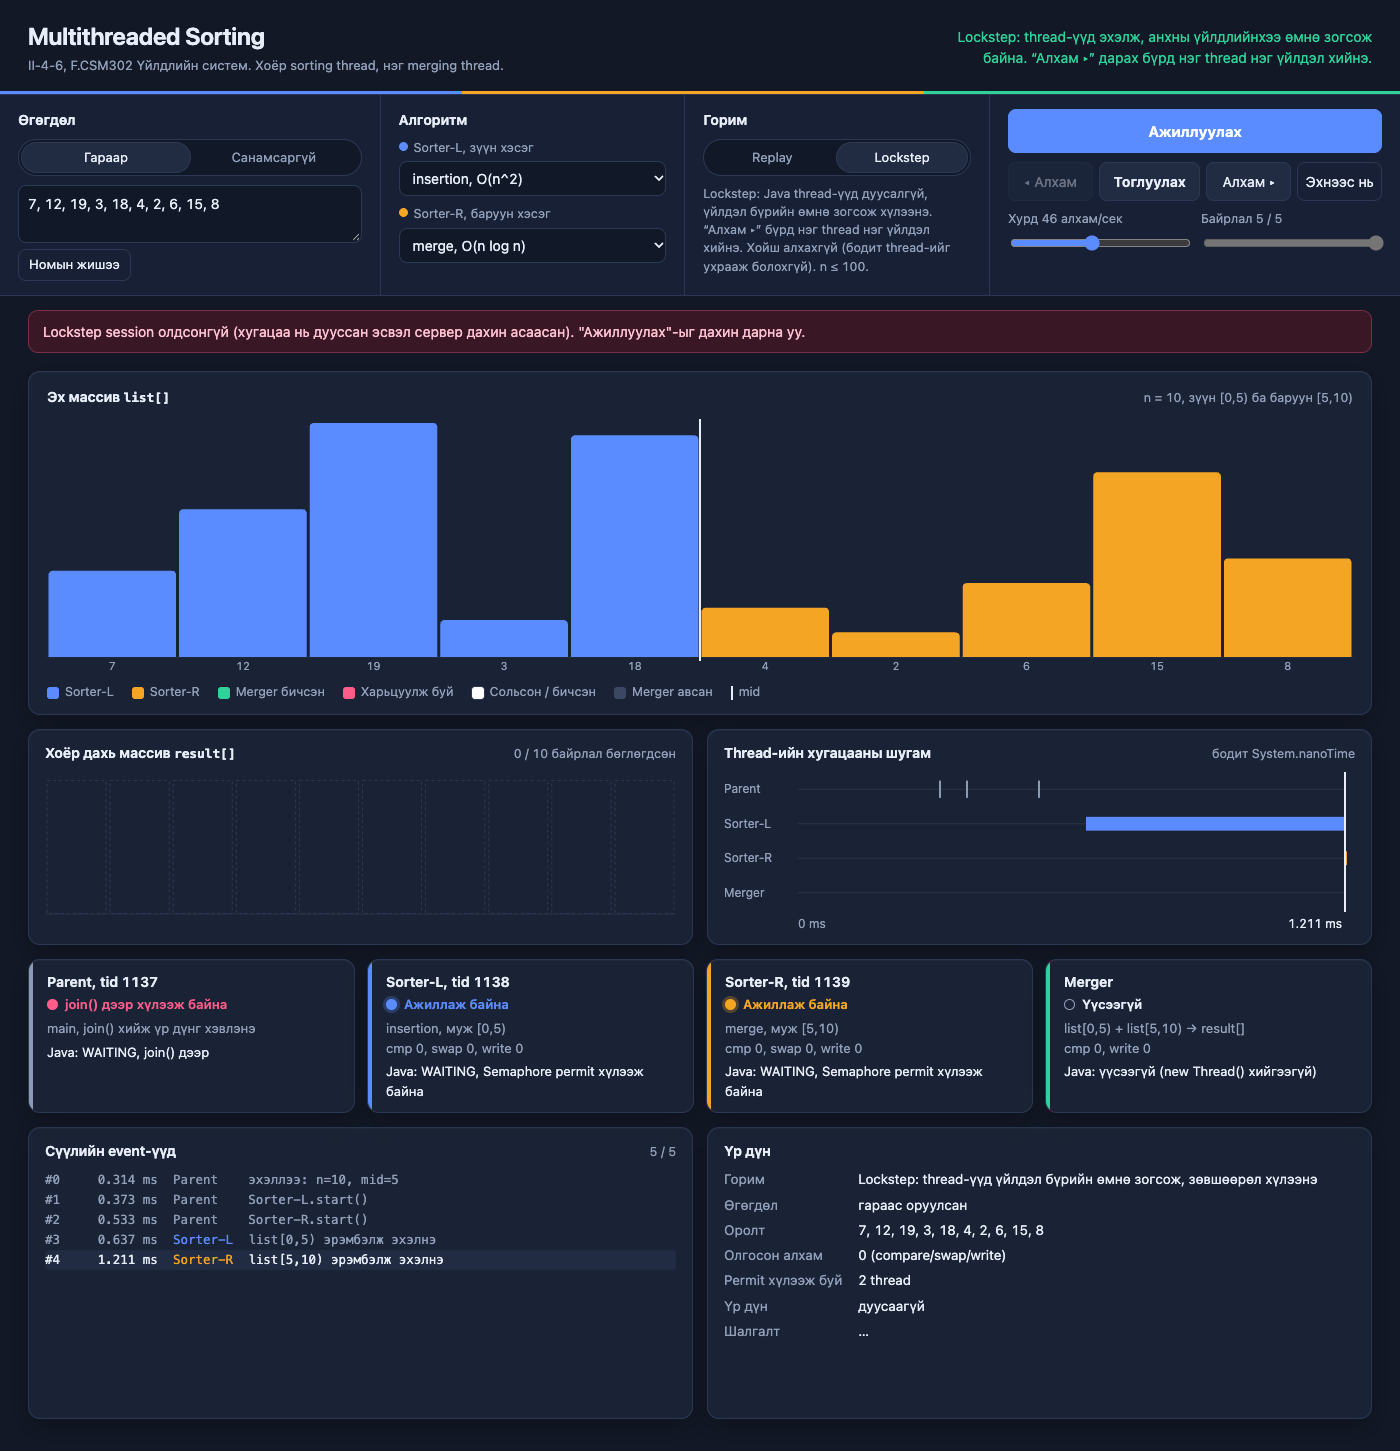 Multithreaded Sorting
II-4-6, F.CSM302 Үйлдлийн систем. Хоёр sorting thread, нэг merging thread.
Lockstep: thread-үүд эхэлж, анхны үйлдлийнхээ өмнө зогсож
байна. “Алхам ▸” дарах бүрд нэг thread нэг үйлдэл хийнэ.
Өгөгдөл
Гараар
Санамсаргүй
7, 12, 19, 3, 18, 4, 2, 6, 15, 8
Номын жишээ
Алгоритм
Sorter-L, зүүн хэсэг
insertion, O(n^2)
Sorter-R, баруун хэсэг
merge, O(n log n)
Горим
Replay
Lockstep
Lockstep: Java thread-үүд дуусалгүй,
үйлдэл бүрийн өмнө зогсож хүлээнэ.
“Алхам ▸” бүрд нэг thread нэг үйлдэл
хийнэ. Хойш алхахгүй (бодит thread-ийг
ухрааж болохгүй). n ≤ 100.
Ажиллуулах
◂ Алхам
Тоглуулах
Алхам ▸
Эхнээс нь
Хурд 46 алхам/сек
Байрлал 5 / 5
Lockstep session олдсонгүй (хугацаа нь дууссан эсвэл сервер дахин асаасан). "Ажиллуулах"-ыг дахин дарна уу.
Эх массив list[]
n = 10, зүүн [0,5) ба баруун [5,10)
7 12 19 3 18 4 2 6 15 8
Sorter-L Sorter-R Merger бичсэн Харьцуулж буй Сольсон / бичсэн Merger авсан mid
Хоёр дахь массив result[]
0 / 10 байрлал бөглөгдсөн
Thread-ийн хугацааны шугам
бодит System.nanoTime
Parent
Sorter-L
Sorter-R
Merger
0 ms
1.211 ms
Parent, tid 1137
join() дээр хүлээж байна
main, join() хийж үр дүнг хэвлэнэ
Java: WAITING, join() дээр
Sorter-L, tid 1138
Ажиллаж байна
insertion, муж [0,5)
cmp 0, swap 0, write 0
Java: WAITING, Semaphore permit хүлээж
байна
Sorter-R, tid 1139
Ажиллаж байна
merge, муж [5,10)
cmp 0, swap 0, write 0
Java: WAITING, Semaphore permit хүлээж
байна
Merger
Үүсээгүй
list[0,5) + list[5,10) → result[]
cmp 0, write 0
Java: үүсээгүй (new Thread() хийгээгүй)
Сүүлийн event-үүд
5 / 5
#0 0.314 ms Parent эхэллээ: n=10, mid=5
#1 0.373 ms Parent Sorter-L.start()
#2 0.533 ms Parent Sorter-R.start()
#3 0.637 ms Sorter-L list[0,5) эрэмбэлж эхэлнэ
#4 1.211 ms Sorter-R list[5,10) эрэмбэлж эхэлнэ
Үр дүн
Горим Lockstep: thread-үүд үйлдэл бүрийн өмнө зогсож, зөвшөөрөл хүлээнэ
Өгөгдөл гараас оруулсан
Оролт 7, 12, 19, 3, 18, 4, 2, 6, 15, 8
Олгосон алхам 0 (compare/swap/write)
Permit хүлээж буй 2 thread
Үр дүн дуусаагүй
Шалгалт ...